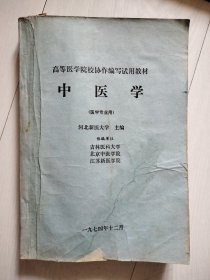 高等医学院校协作编写试用教材
中医学
(医学专业用)
河北新医大学 主编
协编单位
吉林医科大学
北京中医学院
江苏新医学院
一九七四年十二月